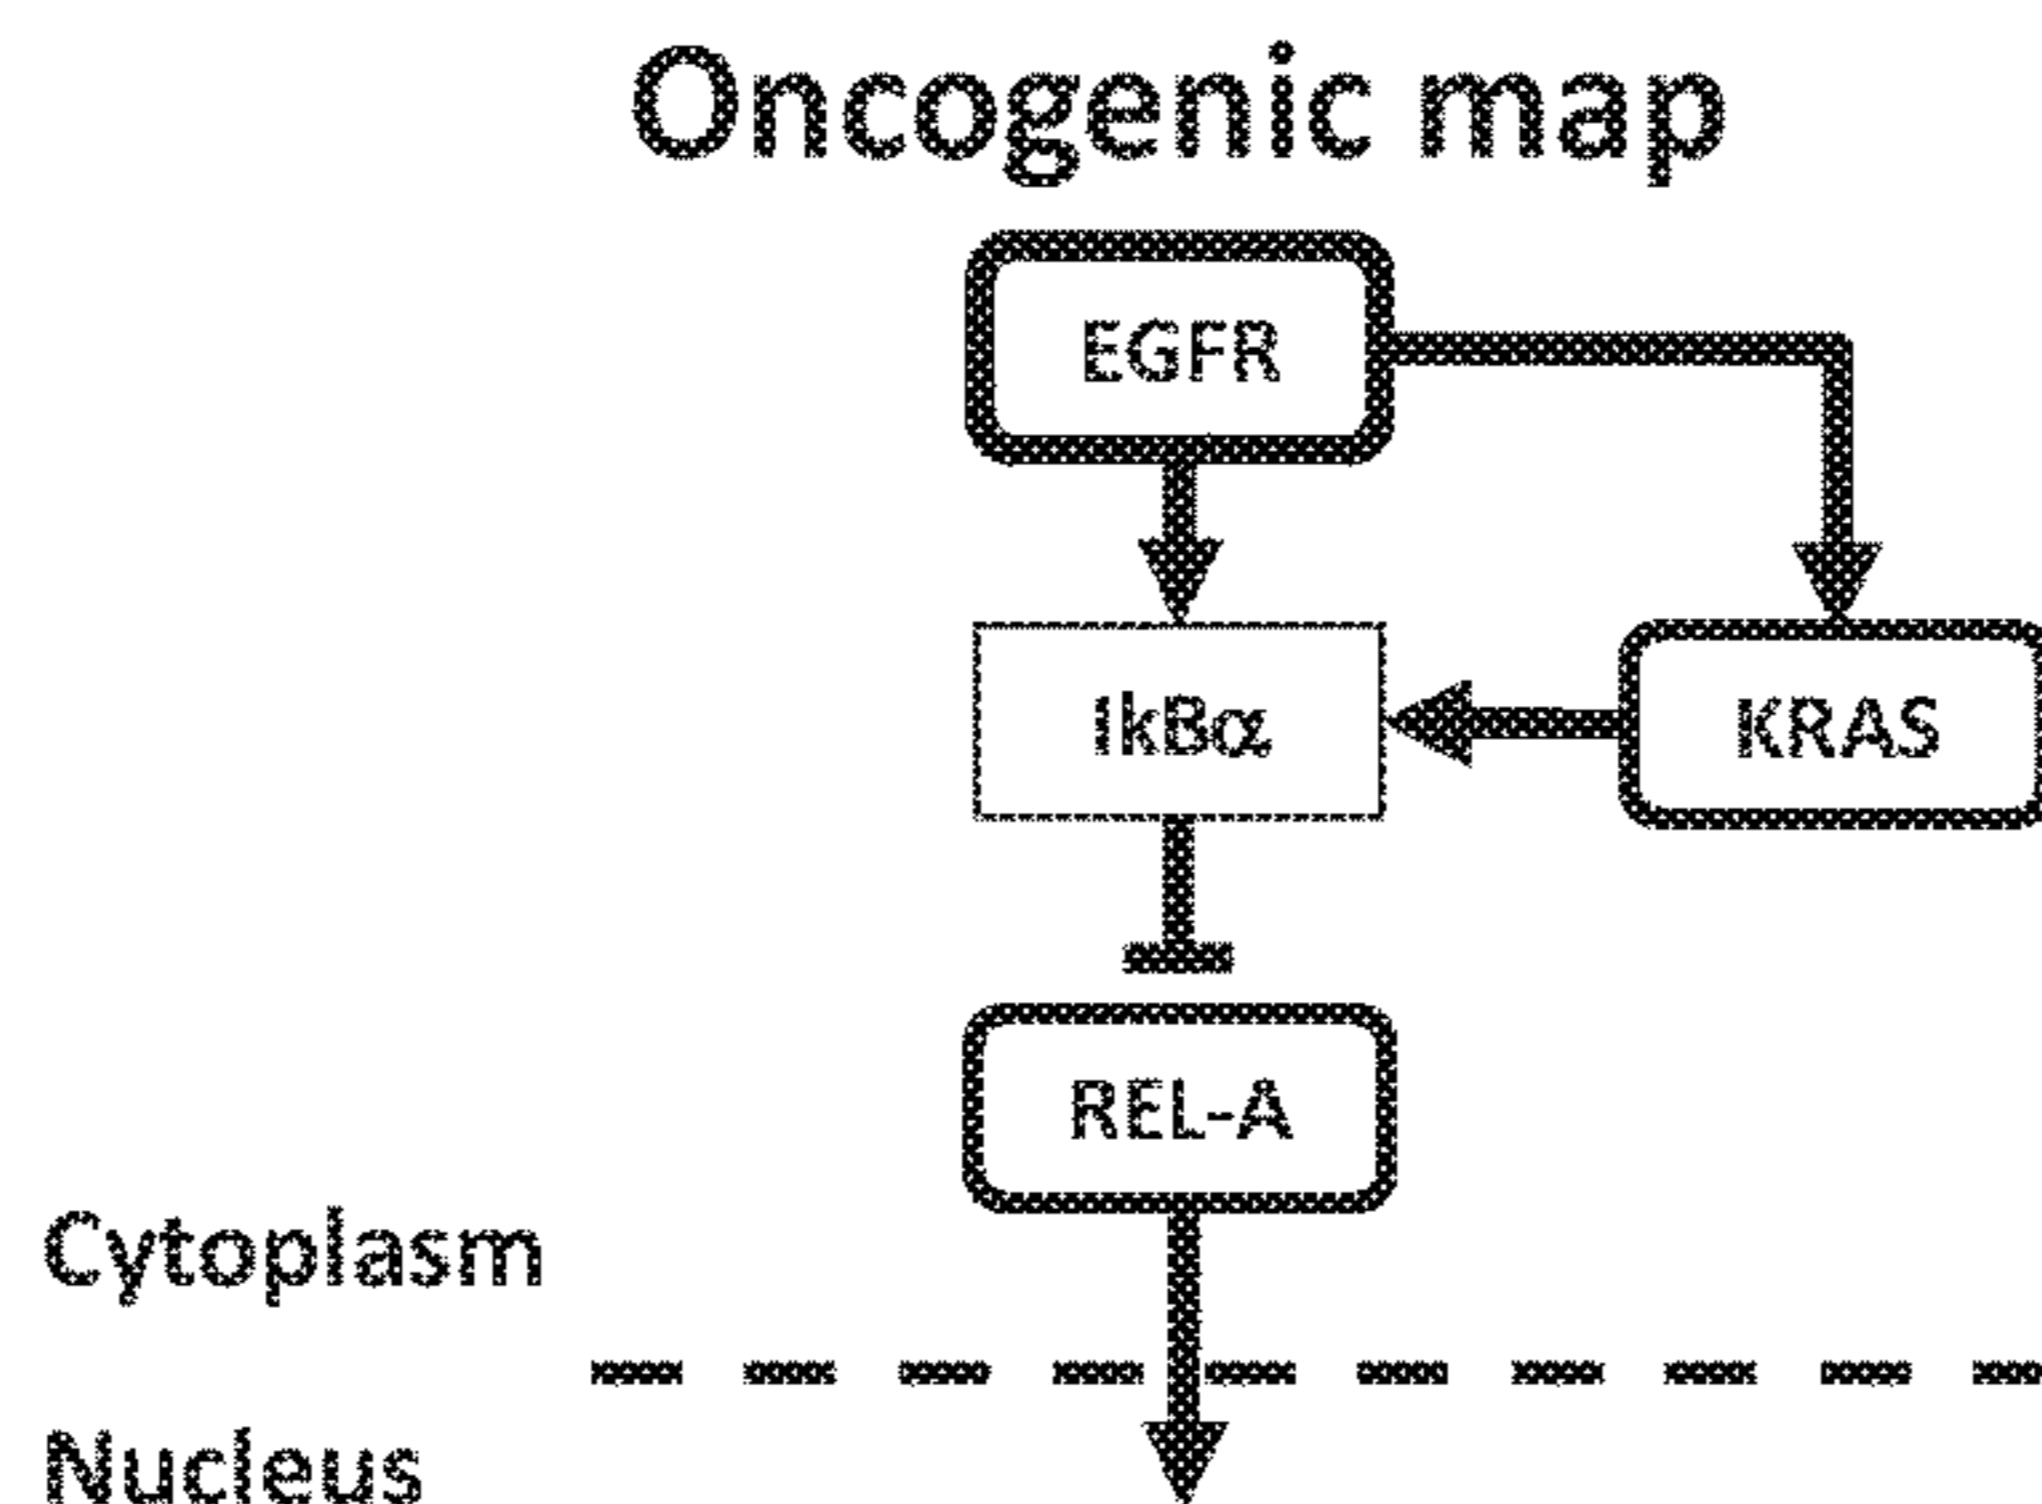 Oncogenic map
EGFR
IkBα
KRAS
REL-A
Cytoplasm
Nucleus